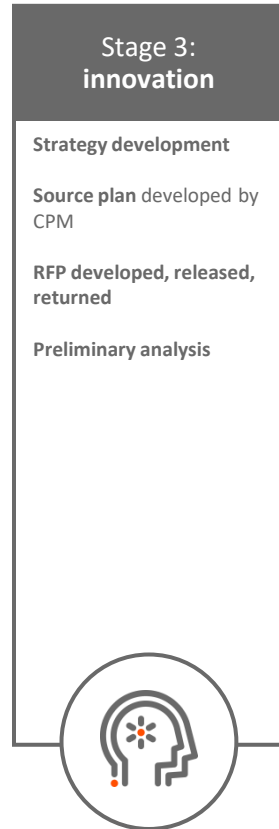 Stage 3:
innovation
Strategy development
Source plan developed by
CPM
RFP developed, released,
returned
Preliminary analysis